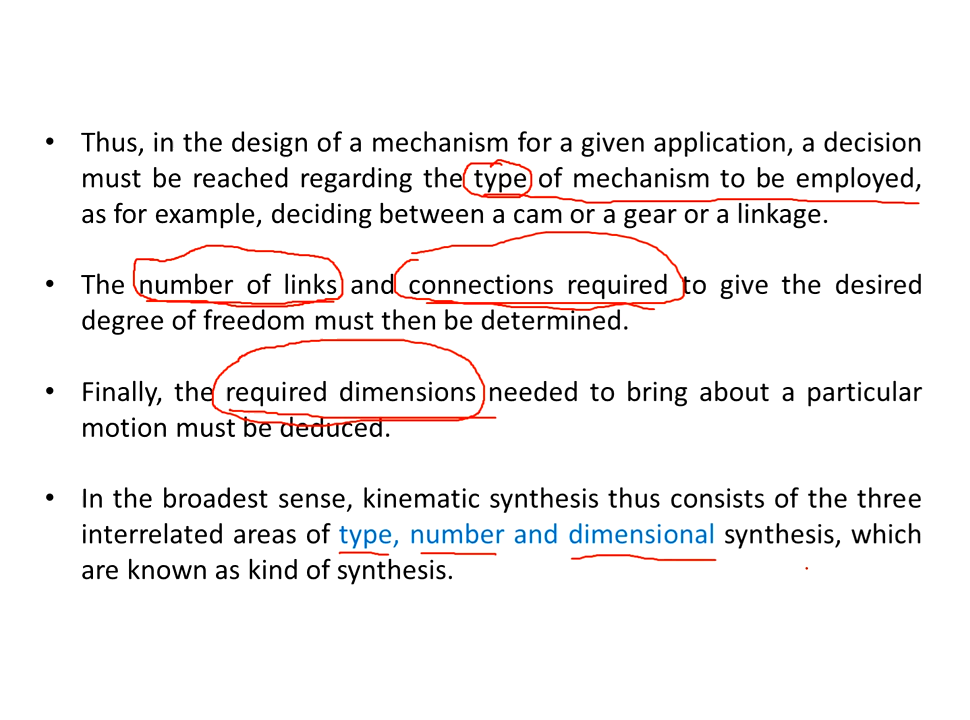 • Thus, in the design of a mechanism for a given application, a decision
must be reached regarding the type of mechanism to be employed,
as for example, deciding between a cam or a gear or a linkage.
• The number of links and connections required to give the desired
degree of freedom must then be determined.
• Finally, the required dimensions needed to bring about a particular
motion must be deduced.
• In the broadest sense, kinematic synthesis thus consists of the three
interrelated areas of type, number and dimensional synthesis, which
are known as kind of synthesis.